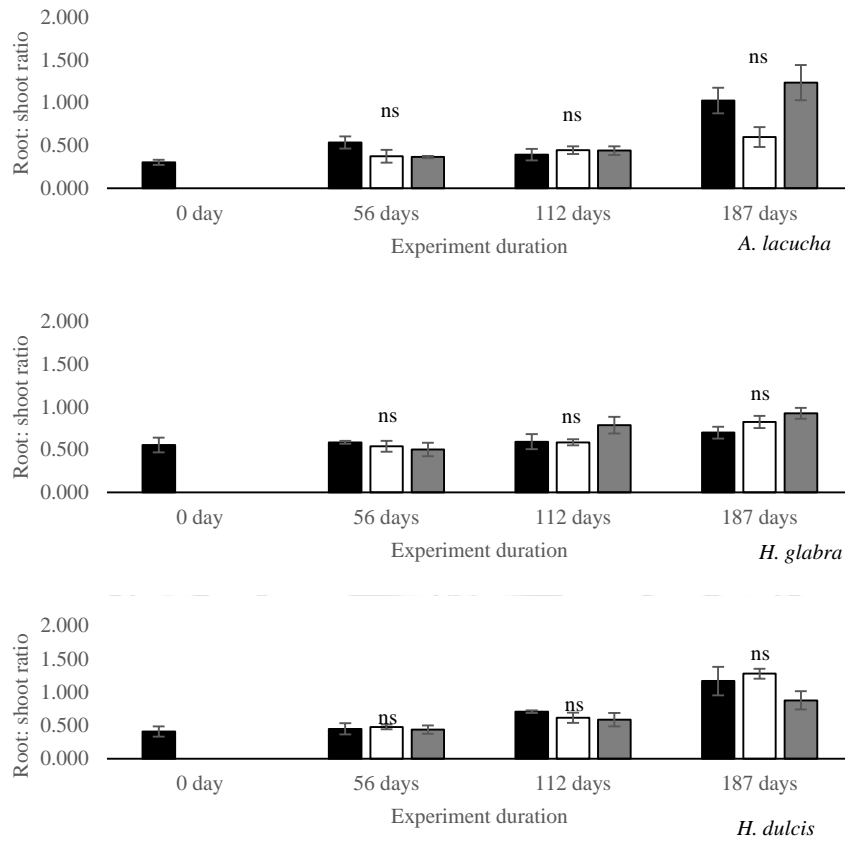 2.000
1.500
1.000
0.500
0.000
Root: shoot ratio
ns
ns
ns
0 day
56 days
112 days
187 days
Experiment duration
A. lacucha
2.000
1.500
1.000
0.500
0.000
Root: shoot ratio
ns
ns
ns
0 day
56 days
112 days
187 days
Experiment duration
H. glabra
2.000
1.500
1.000
0.500
0.000
Root: shoot ratio
ns
ns
ns
0 day
56 days
112 days
187 days
Experiment duration
H. dulcis